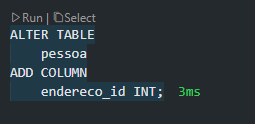 Run | Select
ALTER TABLE
    pessoa
ADD COLUMN
    endereco_id INT;  3ms